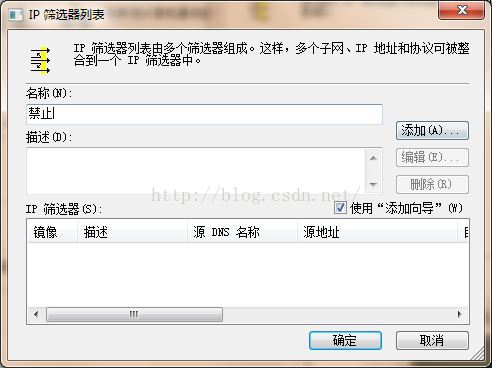 IP 筛选器列表
IP 筛选器列表由多个筛选器组成。这样，多个子网、IP 地址和协议可被整
合到一个 IP 筛选器中。
名称(N):
禁止
添加(A)...
描述(D):
编辑(E)...
删除(R)
http://blog.csdn.net/
IP 筛选器(S):
使用“添加向导”(W)
镜像 描述 源 DNS 名称 源地址
确定 取消